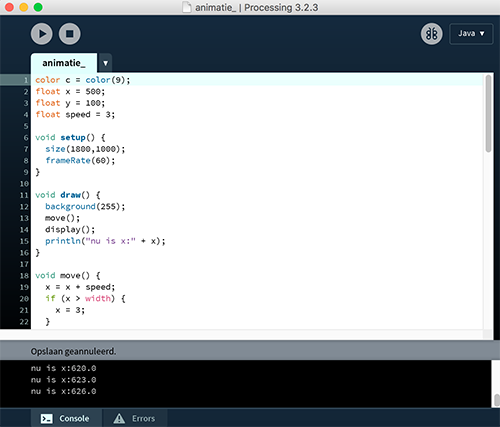 animatie_ | Processing 3.2.3
Java ▼
animatie_ ▼
1 color c = color(9);
2 float x = 500;
3 float y = 100;
4 float speed = 3;
5
6 void setup() {
7 size(1800,1000);
8 frameRate(60);
9 }
10
11 void draw() {
12 background(255);
13 move();
14 display();
15 println("nu is x:" + x);
16 }
17
18 void move() {
19 x = x + speed;
20 if (x > width) {
21 x = 3;
22 }
Opslaan geannuleerd.
nu is x:620.0
nu is x:623.0
nu is x:626.0
Console
Errors